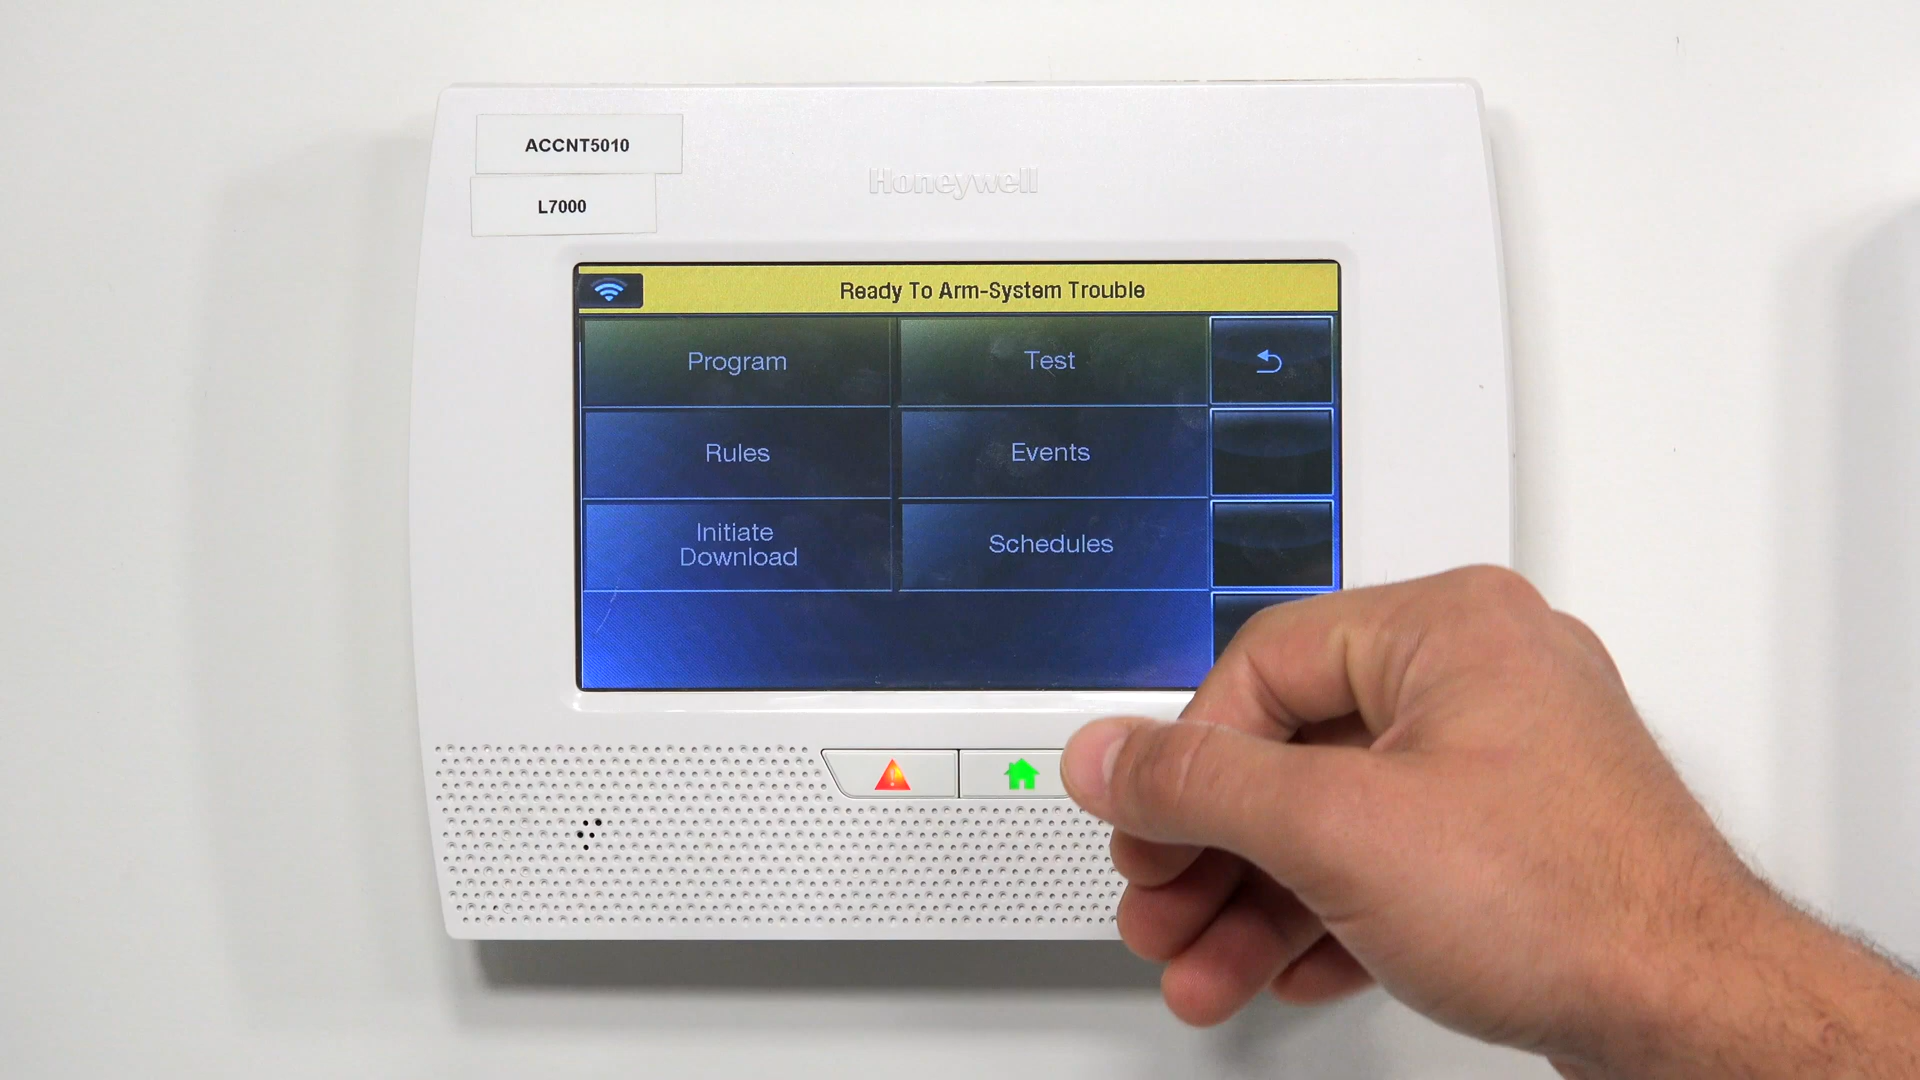 ACCNT5010
L7000
Honeywell
Ready To Arm-System Trouble
Program
Test
Rules
Events
Initiate
Download
Schedules